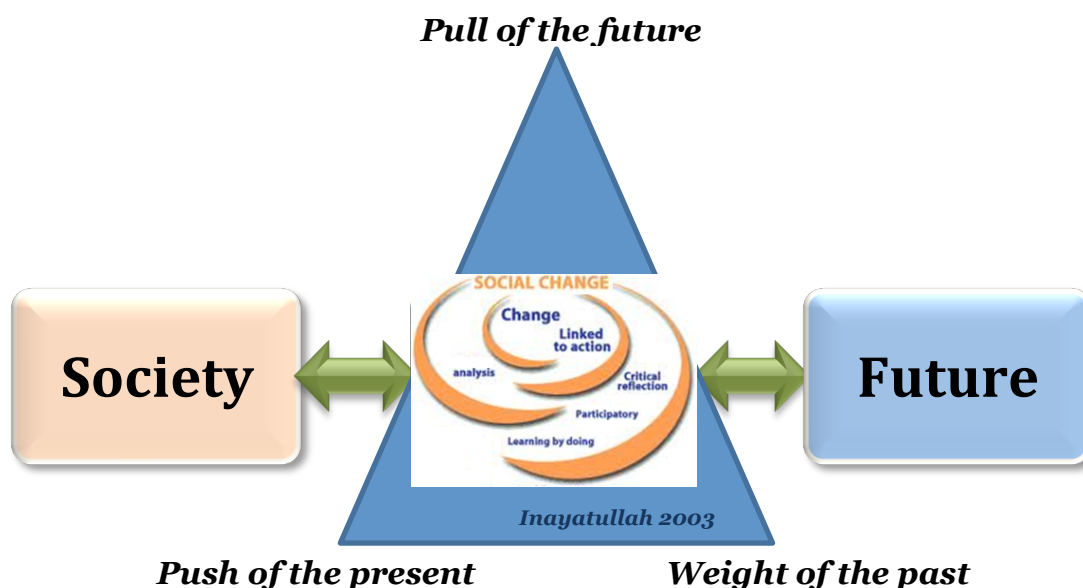 Pull of the future
SOCIAL CHANGE
Change
Linked
to action
analysis
Critical
reflection
Participatory
Learning by doing
Society
Future
Inayatullah 2003
Push of the present
Weight of the past